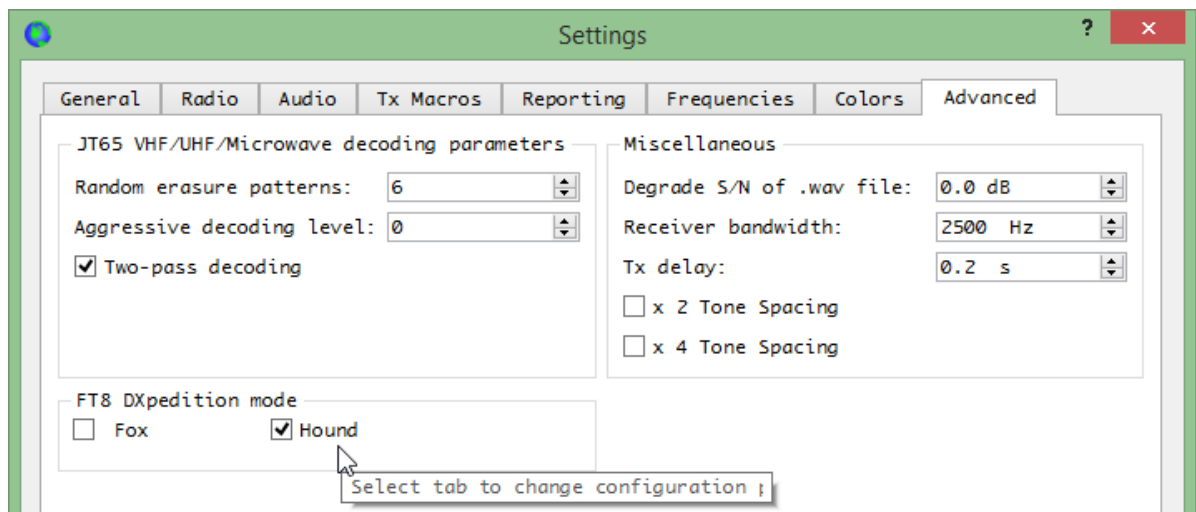 Settings
?
General Radio Audio Tx Macros Reporting Frequencies Colors Advanced
JT65 VHF/UHF/Microwave decoding parameters
Random erasure patterns: 6
Aggressive decoding level: 0
Two-pass decoding
Miscellaneous
Degrade S/N of .wav file: 0.0 dB
Receiver bandwidth: 2500 Hz
Tx delay: 0.2 s
x 2 Tone Spacing
x 4 Tone Spacing
FT8 DXpedition mode
Fox Hound
Select tab to change configuration